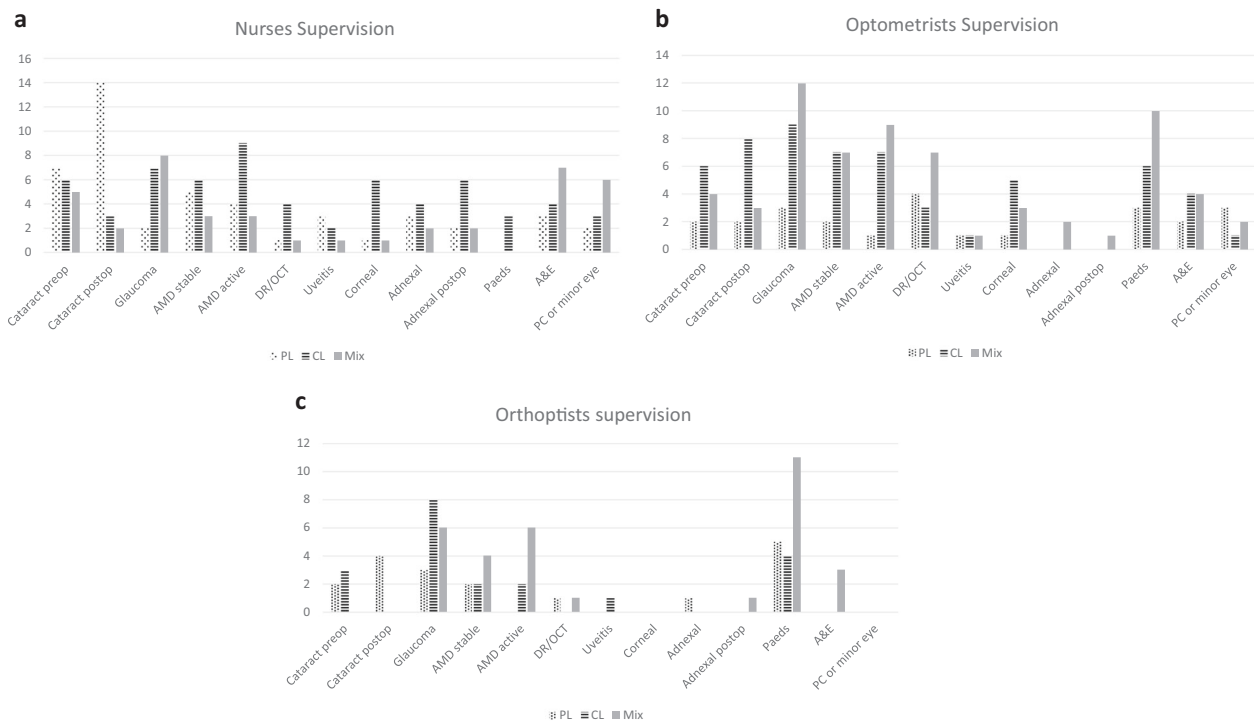 a
Nurses Supervision
16
14
12
10
8
6
4
2
0
Cataract preop
Cataract postop
Glaucoma
AMD stable
AMD active
DR/OCT
Uveitis
Corneal
Adnexal
Adnexal postop
Paeds
A&E
PC or minor eye
PL CL Mix
b
Optometrists Supervision
14
12
10
8
6
4
2
0
Cataract preop
Cataract postop
Glaucoma
AMD stable
AMD active
DR/OCT
Uveitis
Corneal
Adnexal
Adnexal postop
Paeds
A&E
PC or minor eye
PL CL Mix
c
Orthoptists supervision
12
10
8
6
4
2
0
Cataract preop
Cataract postop
Glaucoma
AMD stable
AMD active
DR/OCT
Uveitis
Corneal
Adnexal
Adnexal postop
Paeds
A&E
PC or minor eye
PL CL Mix